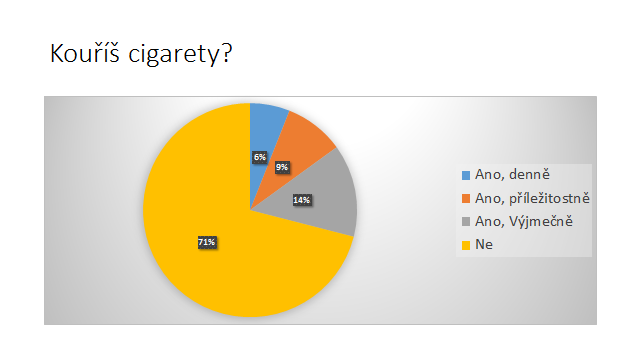 Kouříš cigarety?
6%
9%
14%
71%
Ano, denně
Ano, příležitostně
Ano, Výjmečně
Ne